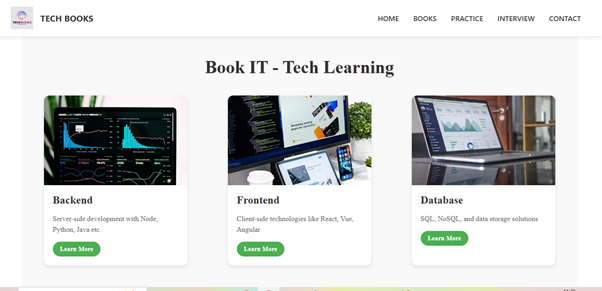 TECH BOOKS
HOME BOOKS PRACTICE INTERVIEW CONTACT
Book IT - Tech Learning
Backend
Server-side development with Node,
Python, Java etc.
Learn More
Frontend
Client-side technologies like React, Vue,
Angular
Learn More
Database
SQL, NoSQL, and data storage solutions
Learn More